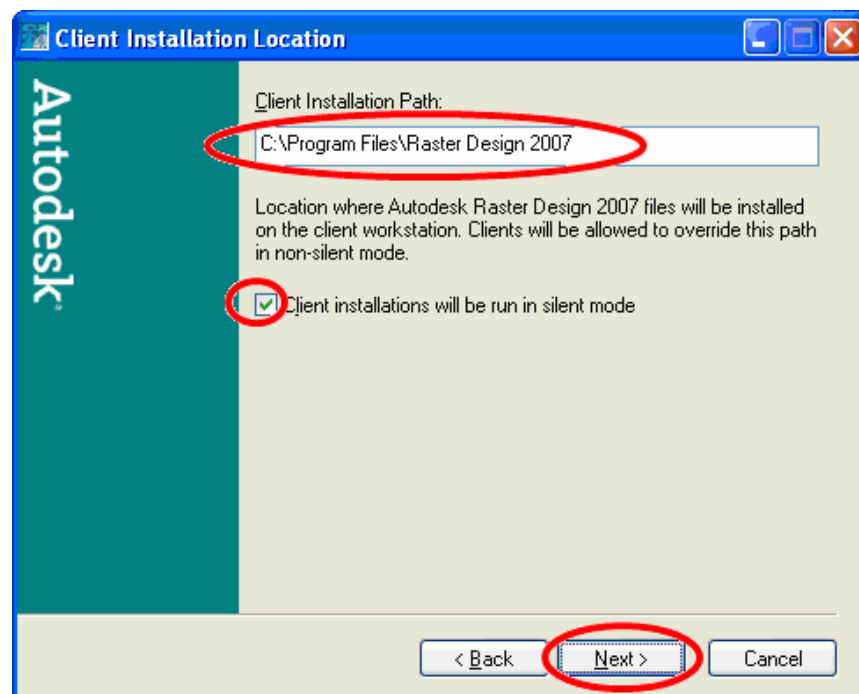 Client Installation Location
Autodesk
Client Installation Path:
C:\Program Files\Raster Design 2007
Location where Autodesk Raster Design 2007 files will be installed
on the client workstation. Clients will be allowed to override this path
in non-silent mode.
Client installations will be run in silent mode
< Back
Next >
Cancel